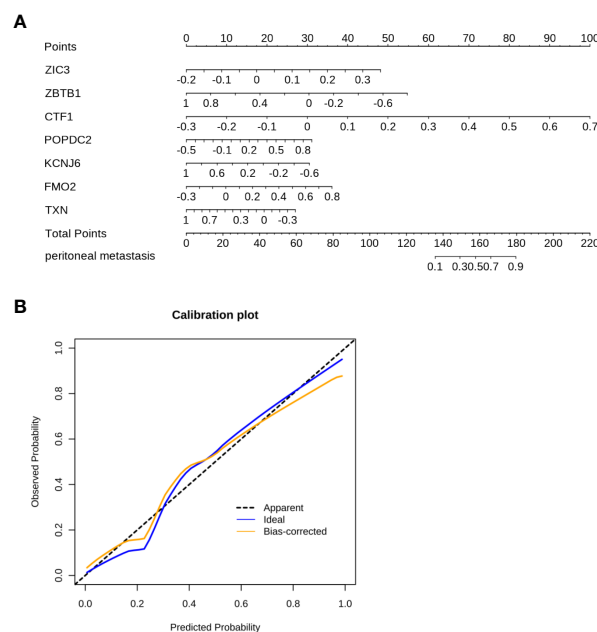 A
Points 0 10 20 30 40 50 60 70 80 90 100
ZIC3
-0.2 -0.1 0 0.1 0.2 0.3
ZBTB1
1 0.8 0.4 0 -0.2 -0.6
CTF1
-0.3 -0.2 -0.1 0 0.1 0.2 0.3 0.4 0.5 0.6 0.7
POPDC2
-0.5 -0.1 0.2 0.5 0.8
KCNJ6
1 0.6 0.2 -0.2 -0.6
FMO2
-0.3 0 0.2 0.4 0.6 0.8
TXN
1 0.7 0.3 0 -0.3
Total Points
0 20 40 60 80 100 120 140 160 180 200 220
peritoneal metastasis
0.1 0.30.50.7 0.9
B
Calibration plot
Observed Probability
1.0
0.8
0.6
0.4
0.2
0.0
Apparent
Ideal
Bias-corrected
0.0 0.2 0.4 0.6 0.8 1.0
Predicted Probability